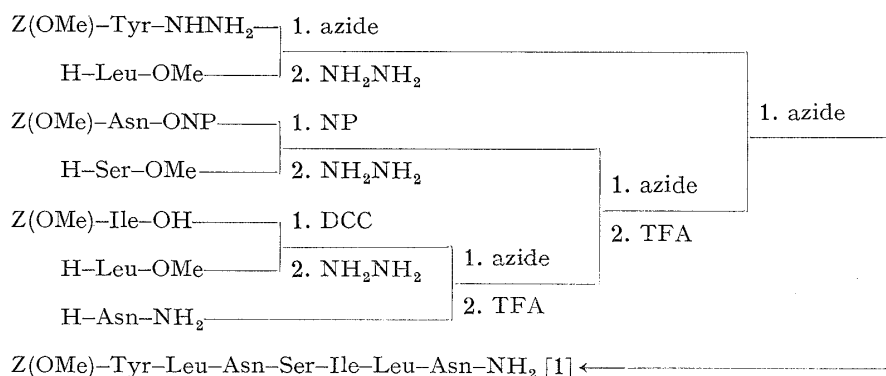 Z(OMe)–Tyr–NHNH₂ 1. azide
H–Leu–OMe 2. NH₂NH₂
1. azide
Z(OMe)–Asn–ONP 1. NP
H–Ser–OMe 2. NH₂NH₂
1. azide
2. TFA
Z(OMe)–Ile–OH 1. DCC
H–Leu–OMe 2. NH₂NH₂
1. azide
2. TFA
H–Asn–NH₂
Z(OMe)–Tyr–Leu–Asn–Ser–Ile–Leu–Asn–NH₂ [1]